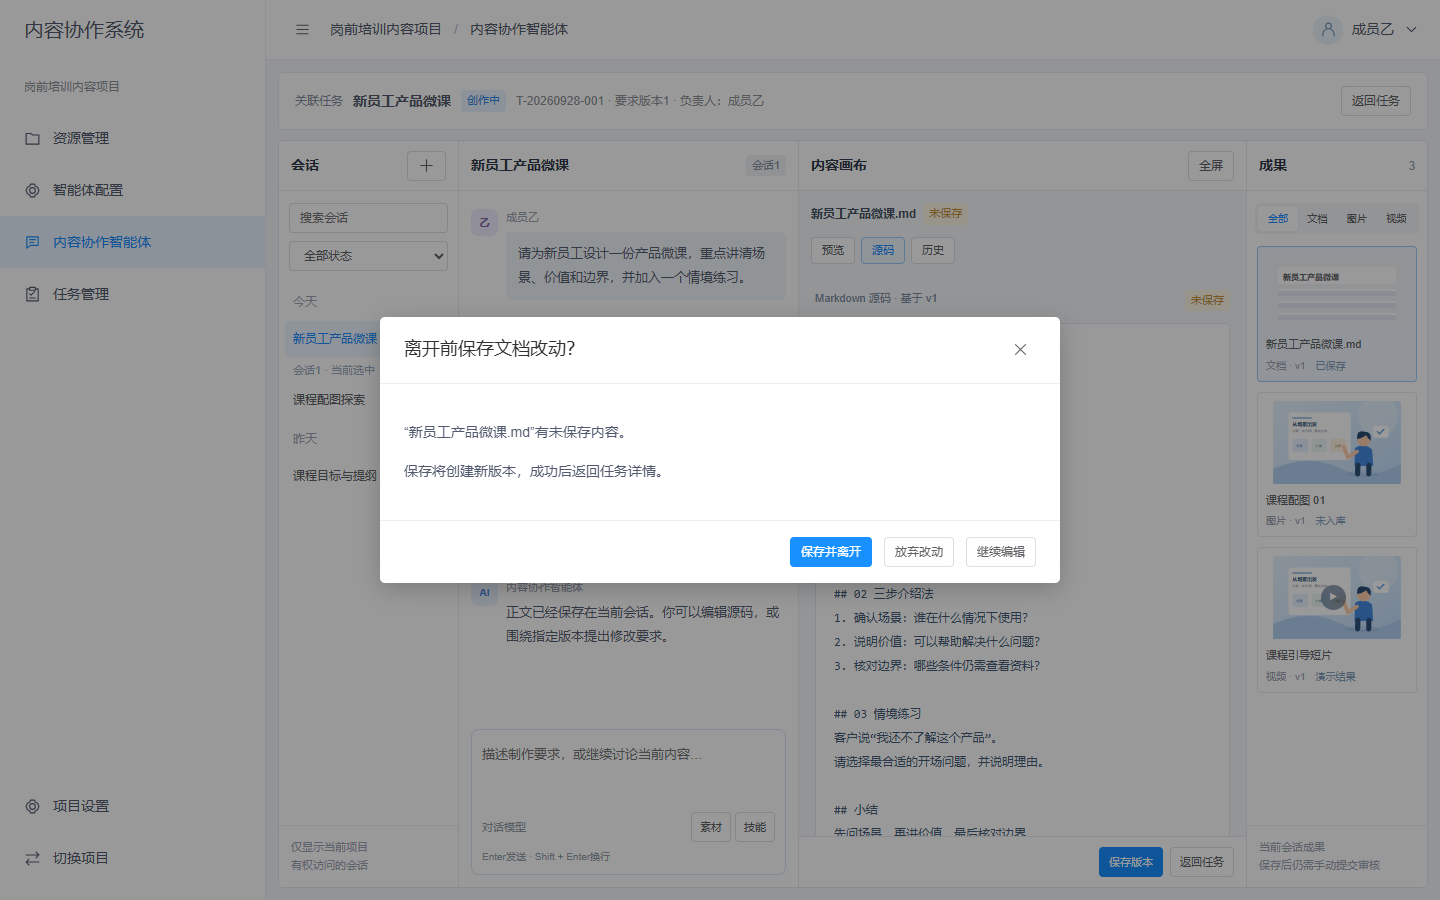 内容协作系统
岗前培训内容项目
资源管理
智能体配置
内容协作智能体
任务管理
项目设置
切换项目
岗前培训内容项目 / 内容协作智能体
成员乙
关联任务 新员工产品微课 创作中 T-20260928-001 · 要求版本1 · 负责人：成员乙
返回任务
会话
搜索会话
全部状态
今天
新员工产品微课
会话1 · 当前选中
课程配图探索
昨天
课程目标与提纲
仅显示当前项目
有权访问的会话
新员工产品微课 会话1
乙 成员乙
请为新员工设计一份产品微课，重点讲清场
景、价值和边界，并加入一个情境练习。
AI 内容协作智能体
正文已经保存在当前会话。你可以编辑源码，或
围绕指定版本提出修改要求。
描述制作要求，或继续讨论当前内容...
对话模型 素材 技能
Enter发送 · Shift + Enter换行
内容画布 全屏
新员工产品微课.md 未保存
预览 源码 历史
Markdown 源码 · 基于 v1 未保存
## 02 三步介绍法
1. 确认场景：谁在什么情况下使用？
2. 说明价值：可以帮助解决什么问题？
3. 核对边界：哪些条件仍需查看资料？
## 03 情境练习
客户说“我还不了解这个产品”。
请选择最合适的开场问题，并说明理由。
## 小结
先问场景，再讲价值，最后核对边界
保存版本 返回任务
成果 3
全部 文档 图片 视频
新员工产品微课
新员工产品微课.md
文档 · v1 已保存
从场景出发
课程配图 01
图片 · v1 未入库
从场景出发
课程引导短片
视频 · v1 演示结果
当前会话成果
保存后仍需手动提交审核
离开前保存文档改动？
“新员工产品微课.md”有未保存内容。
保存将创建新版本，成功后返回任务详情。
保存并离开 放弃改动 继续编辑